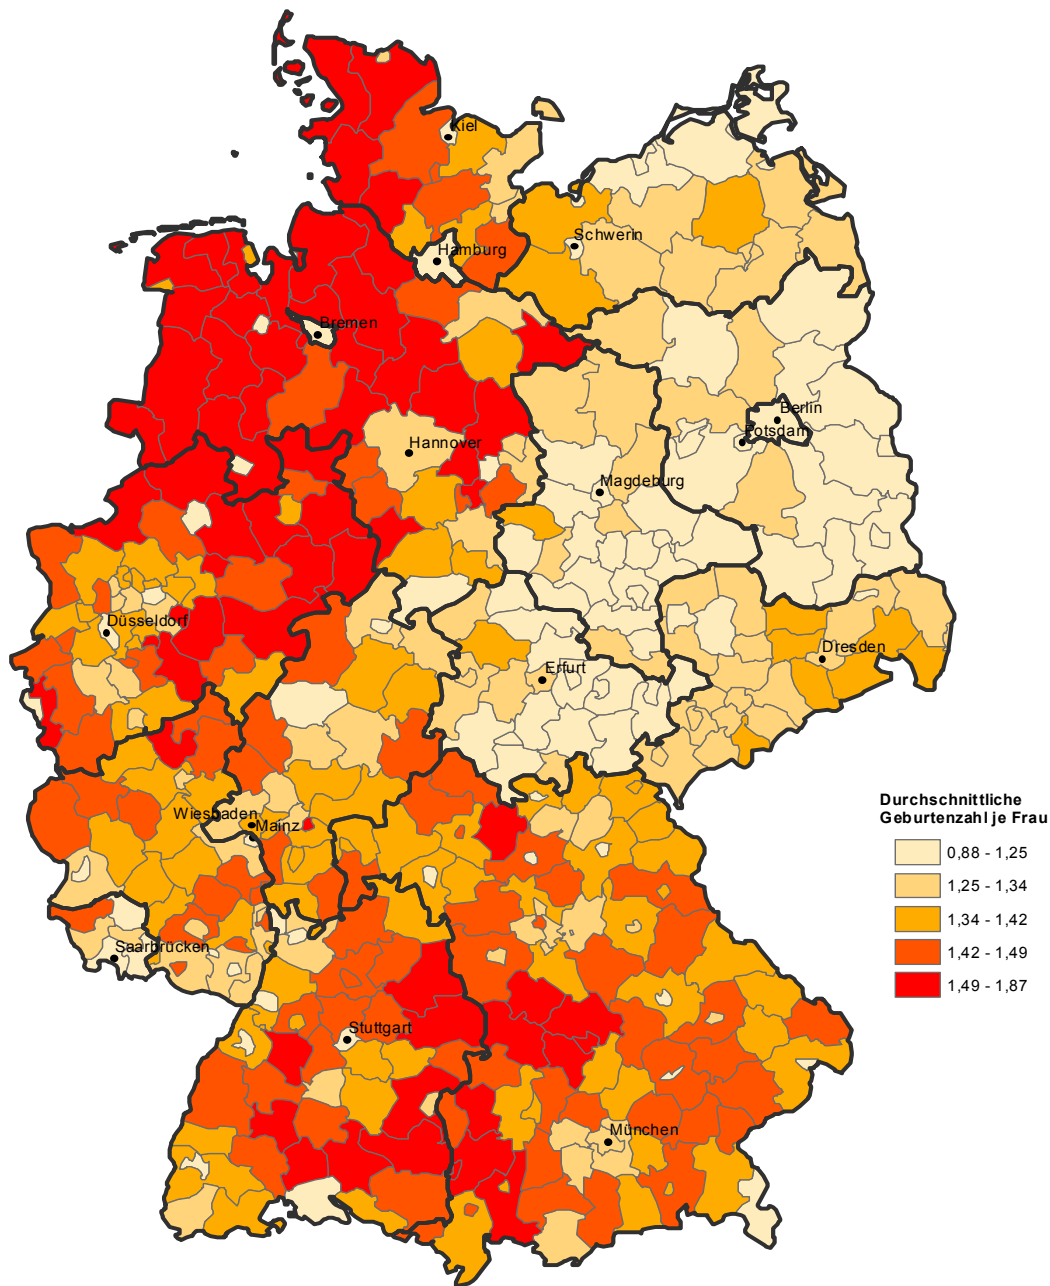 Kiel
Schwerin
Hamburg
Bremen
Berlin
Potsdam
Hannover
Magdeburg
Düsseldorf
Dresden
Erfurt
Wiesbaden
Mainz
Saarbrücken
Stuttgart
München
Durchschnittliche
Geburtenzahl je Frau
0,88 - 1,25
1,25 - 1,34
1,34 - 1,42
1,42 - 1,49
1,49 - 1,87